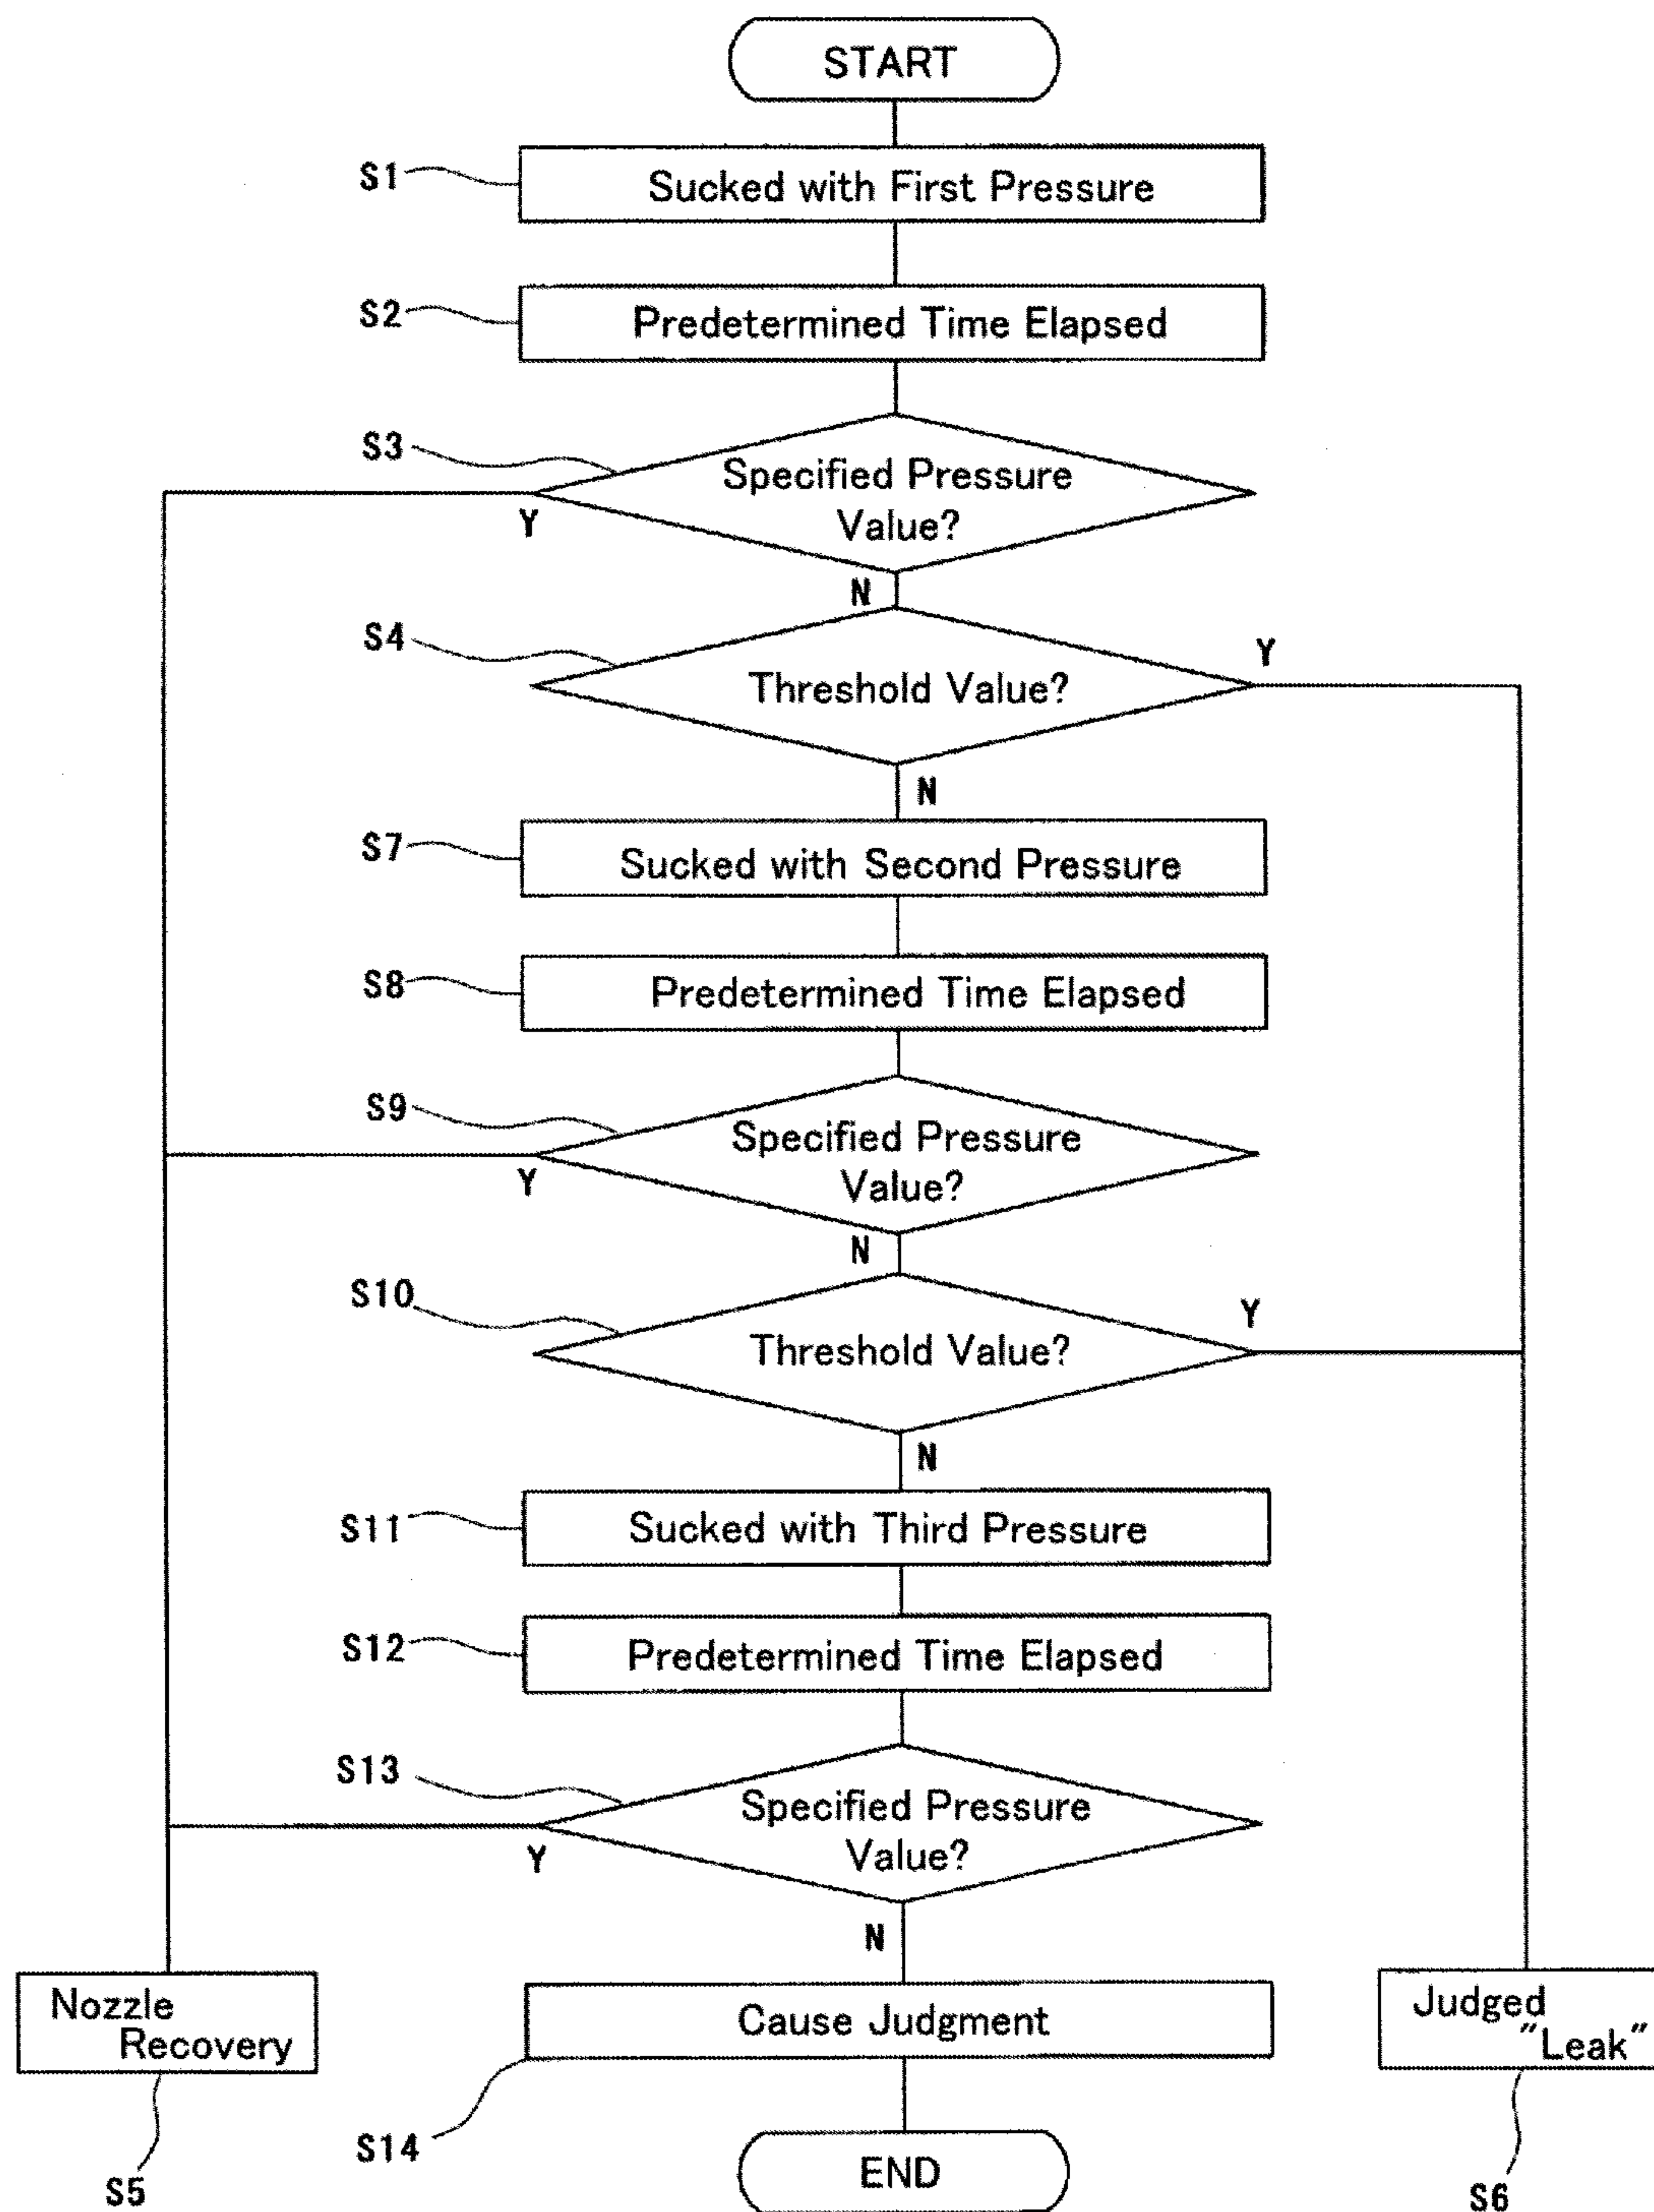 START
S1
Sucked with First Pressure
S2
Predetermined Time Elapsed
S3
Specified Pressure
Value?
Y
N
S4
Threshold Value?
Y
N
S7
Sucked with Second Pressure
S8
Predetermined Time Elapsed
S9
Specified Pressure
Value?
Y
N
S10
Threshold Value?
Y
N
S11
Sucked with Third Pressure
S12
Predetermined Time Elapsed
S13
Specified Pressure
Value?
Y
N
Nozzle
Recovery
S5
Cause Judgment
S14
Judged
"Leak"
S6
END